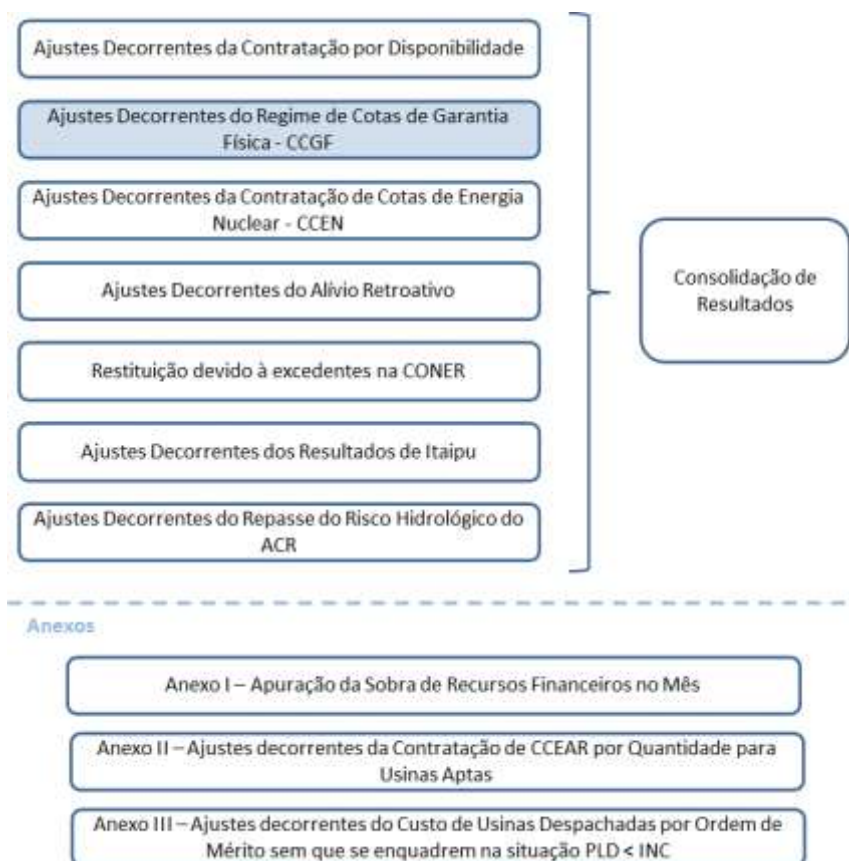 Ajustes Decorrentes da Contratação por Disponibilidade
Ajustes Decorrentes do Regime de Cotas de Garantia
Física - CCGF
Ajustes Decorrentes da Contratação de Cotas de Energia
Nuclear - CCEN
Ajustes Decorrentes do Alívio Retroativo
Restituição devido à excedentes na CONER
Ajustes Decorrentes dos Resultados de Itaipu
Ajustes Decorrentes do Repasse do Risco Hidrológico do
ACR
Consolidação de
Resultados
Anexos
Anexo I – Apuração da Sobra de Recursos Financeiros no Mês
Anexo II – Ajustes decorrentes da Contratação de CCEAR por Quantidade para
Usinas Aptas
Anexo III – Ajustes decorrentes do Custo de Usinas Despachadas por Ordem de
Mérito sem que se enquadrem na situação PLD < INC